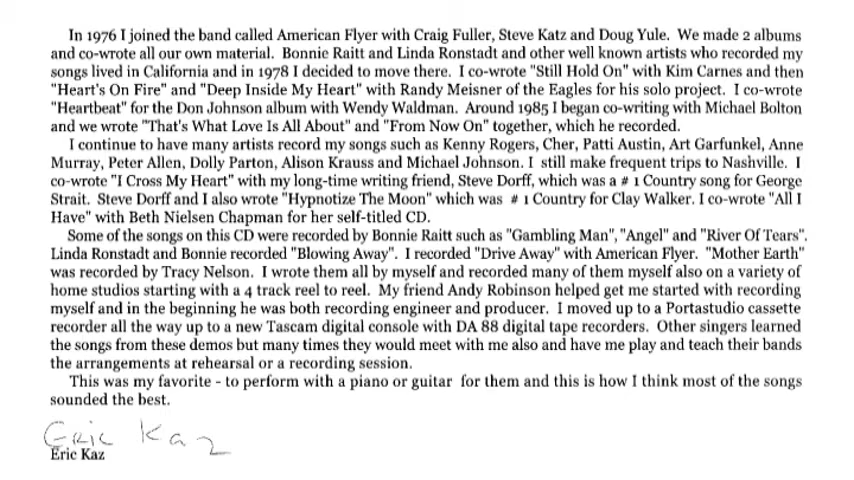 In 1976 I joined the band called American Flyer with Craig Fuller, Steve Katz and Doug Yule. We made 2 albums
and co-wrote all our own material. Bonnie Raitt and Linda Ronstadt and other well known artists who recorded my
songs lived in California and in 1978 I decided to move there. I co-wrote "Still Hold On" with Kim Carnes and then
"Heart's On Fire" and "Deep Inside My Heart" with Randy Meisner of the Eagles for his solo project. I co-wrote
"Heartbeat" for the Don Johnson album with Wendy Waldman. Around 1985 I began co-writing with Michael Bolton
and we wrote "That's What Love Is All About" and "From Now On" together, which he recorded.
I continue to have many artists record my songs such as Kenny Rogers, Cher, Patti Austin, Art Garfunkel, Anne
Murray, Peter Allen, Dolly Parton, Alison Krauss and Michael Johnson. I still make frequent trips to Nashville. I
co-wrote "I Cross My Heart" with my long-time writing friend, Steve Dorff, which was a # 1 Country song for George
Strait. Steve Dorff and I also wrote "Hypnotize The Moon" which was # 1 Country for Clay Walker. I co-wrote "All I
Have" with Beth Nielsen Chapman for her self-titled CD.
Some of the songs on this CD were recorded by Bonnie Raitt such as "Gambling Man", "Angel" and "River Of Tears".
Linda Ronstadt and Bonnie recorded "Blowing Away". I recorded "Drive Away" with American Flyer. "Mother Earth"
was recorded by Tracy Nelson. I wrote them all by myself and recorded many of them myself also on a variety of
home studios starting with a 4 track reel to reel. My friend Andy Robinson helped get me started with recording
myself and in the beginning he was both recording engineer and producer. I moved up to a Portastudio cassette
recorder all the way up to a new Tascam digital console with DA 88 digital tape recorders. Other singers learned
the songs from these demos but many times they would meet with me also and have me play and teach their bands
the arrangements at rehearsal or a recording session.
This was my favorite - to perform with a piano or guitar for them and this is how I think most of the songs
sounded the best.
Eric Kaz
Eric Kaz